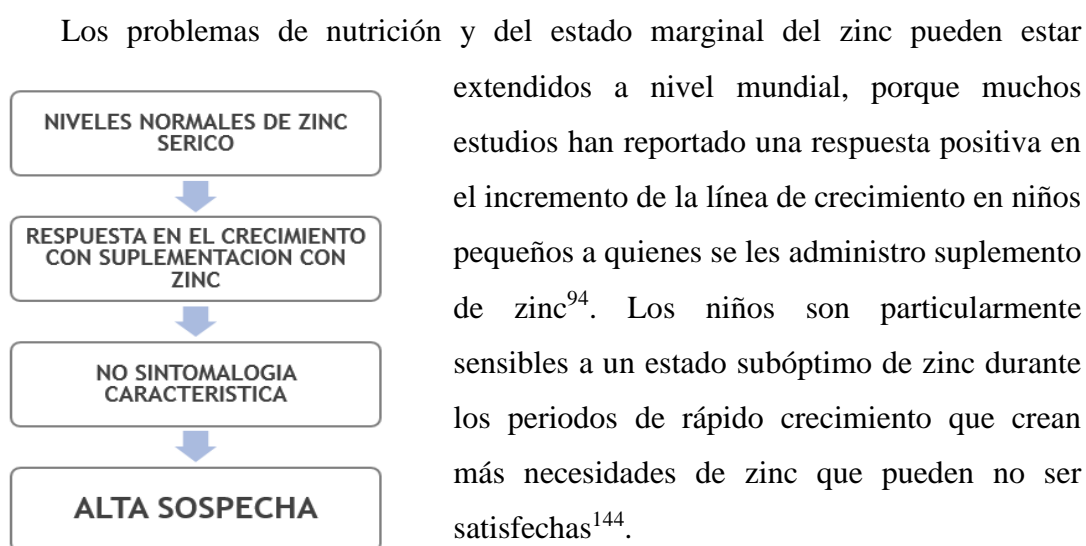 Los problemas de nutrición y del estado marginal del zinc pueden estar
extendidos a nivel mundial, porque muchos
estudios han reportado una respuesta positiva en
el incremento de la línea de crecimiento en niños
pequeños a quienes se les administro suplemento
de zinc94. Los niños son particularmente
sensibles a un estado subóptimo de zinc durante
los periodos de rápido crecimiento que crean
más necesidades de zinc que pueden no ser
satisfechas144.
NIVELES NORMALES DE ZINC
SERICO
RESPUESTA EN EL CRECIMIENTO
CON SUPLEMENTACION CON
ZINC
NO SINTOMALOGIA
CARACTERISTICA
ALTA SOSPECHA